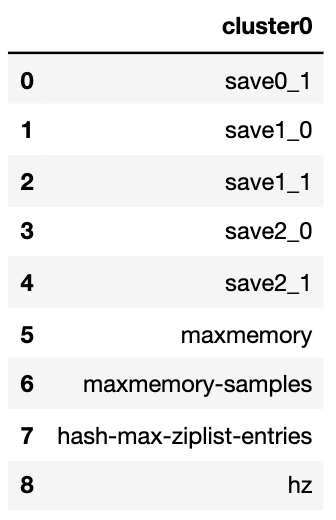 cluster0
0 save0_1
1 save1_0
2 save1_1
3 save2_0
4 save2_1
5 maxmemory
6 maxmemory-samples
7 hash-max-ziplist-entries
8 hz